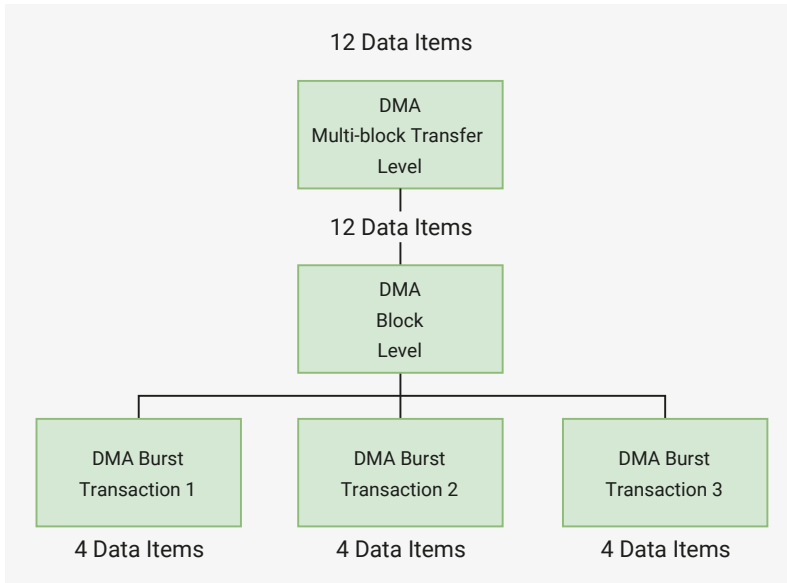 12 Data Items
DMA
Multi-block Transfer
Level
12 Data Items
DMA
Block
Level
DMA Burst
Transaction 1
DMA Burst
Transaction 2
DMA Burst
Transaction 3
4 Data Items
4 Data Items
4 Data Items